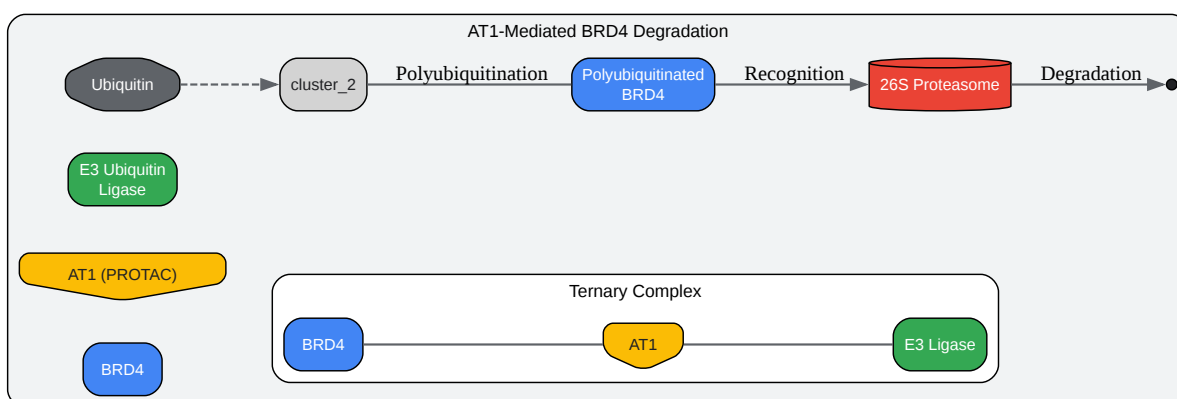 AT1-Mediated BRD4 Degradation
Ubiquitin
cluster_2
Polyubiquitination
Polyubiquitinated
BRD4
Recognition
26S Proteasome
Degradation
E3 Ubiquitin
Ligase
AT1 (PROTAC)
Ternary Complex
BRD4
AT1
E3 Ligase
BRD4